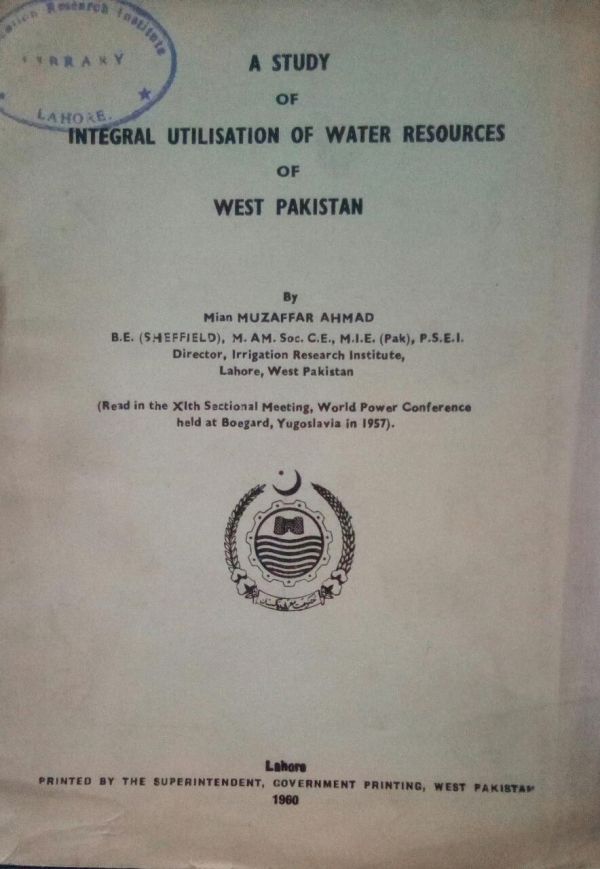 Research Institute
LIBRARY
LAHORE.
A STUDY
OF
INTEGRAL UTILISATION OF WATER RESOURCES
OF
WEST PAKISTAN
By
Mian MUZAFFAR AHMAD
B.E. (SHEFFIELD), M. AM. Soc. C.E., M.I.E. (Pak), P.S.E.I.
Director, Irrigation Research Institute,
Lahore, West Pakistan
(Read in the XIth Sectional Meeting, World Power Conference
held at Boegard, Yugoslavia in 1957).
Lahore
PRINTED BY THE SUPERINTENDENT, GOVERNMENT PRINTING, WEST PAKISTAN
1960